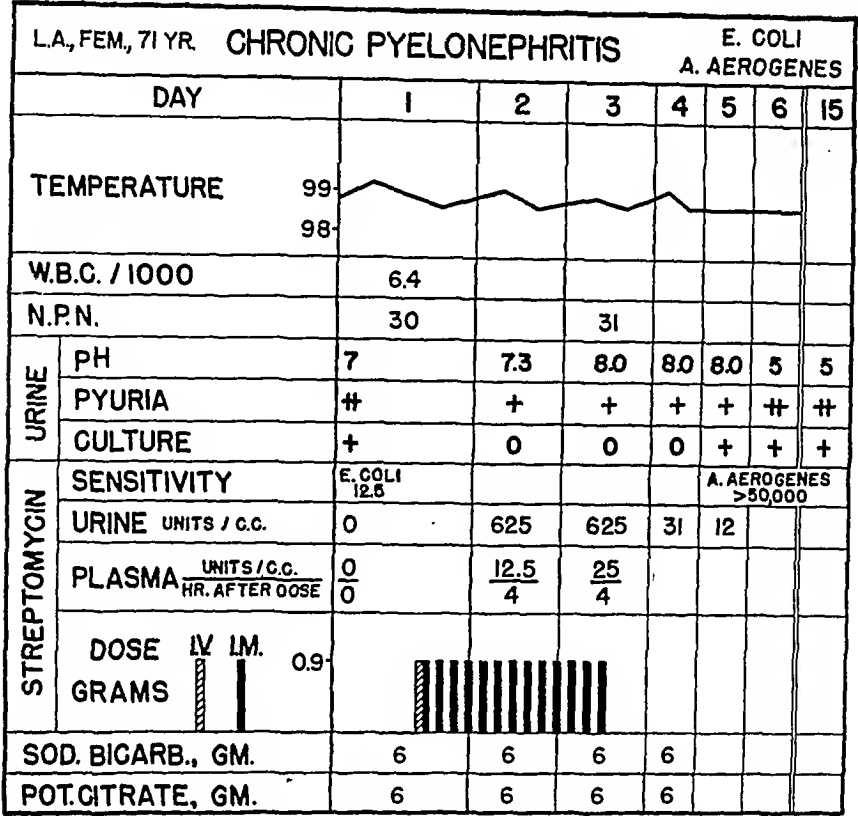 L.A., FEM., 71 YR. CHRONIC PYELONEPHRITIS E. COLI
A. AEROGENES
DAY 1 2 3 4 5 6 15
TEMPERATURE 99
98
W.B.C. / 1000 6.4
N.P.N. 30 31
URINE
PH 7 7.3 8.0 8.0 8.0 5 5
PYURIA ++ + + + + ++ ++
CULTURE + 0 0 0 + + +
STREPTOMYCIN
SENSITIVITY E. COLI 12.5 A. AEROGENES >50,000
URINE UNITS / C.C. 0 625 625 31 12
PLASMA UNITS / C.C. 0 12.5 25
HR. AFTER DOSE 0 4 4
DOSE I.V. I.M. 0.9
GRAMS
SOD. BICARB., GM. 6 6 6 6
POT. CITRATE, GM. 6 6 6 6